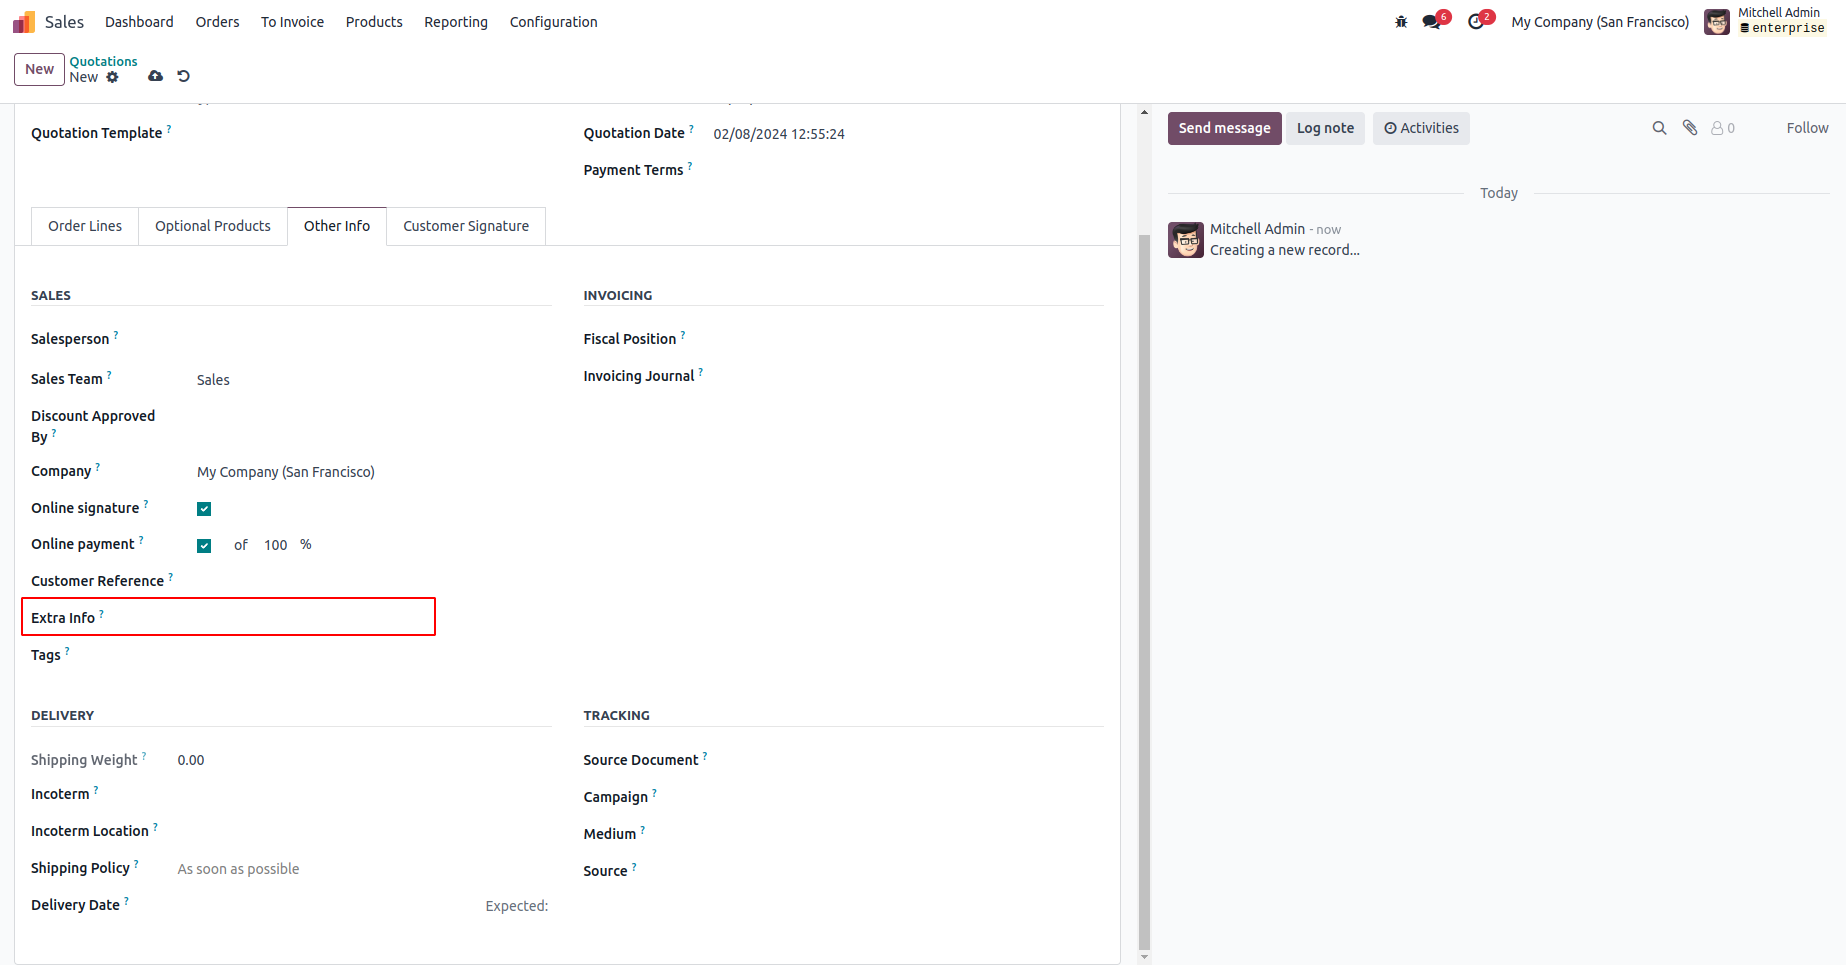 Sales Dashboard Orders To Invoice Products Reporting Configuration 6 2 My Company (San Francisco) Mitchell Admin
enterprise
New Quotations
New
Quotation Template ? Quotation Date ? 02/08/2024 12:55:24
Payment Terms ?
Send message Log note Activities 0 Follow
Today
Mitchell Admin - now
Creating a new record...
Order Lines Optional Products Other Info Customer Signature
SALES INVOICING
Salesperson ? Fiscal Position ?
Sales Team ? Sales Invoicing Journal ?
Discount Approved
By ?
Company ? My Company (San Francisco)
Online signature ?
Online payment ? of 100 %
Customer Reference ?
Extra Info ?
Tags ?
DELIVERY TRACKING
Shipping Weight ? 0.00 Source Document ?
Incoterm ? Campaign ?
Incoterm Location ? Medium ?
Shipping Policy ? As soon as possible Source ?
Delivery Date ? Expected: